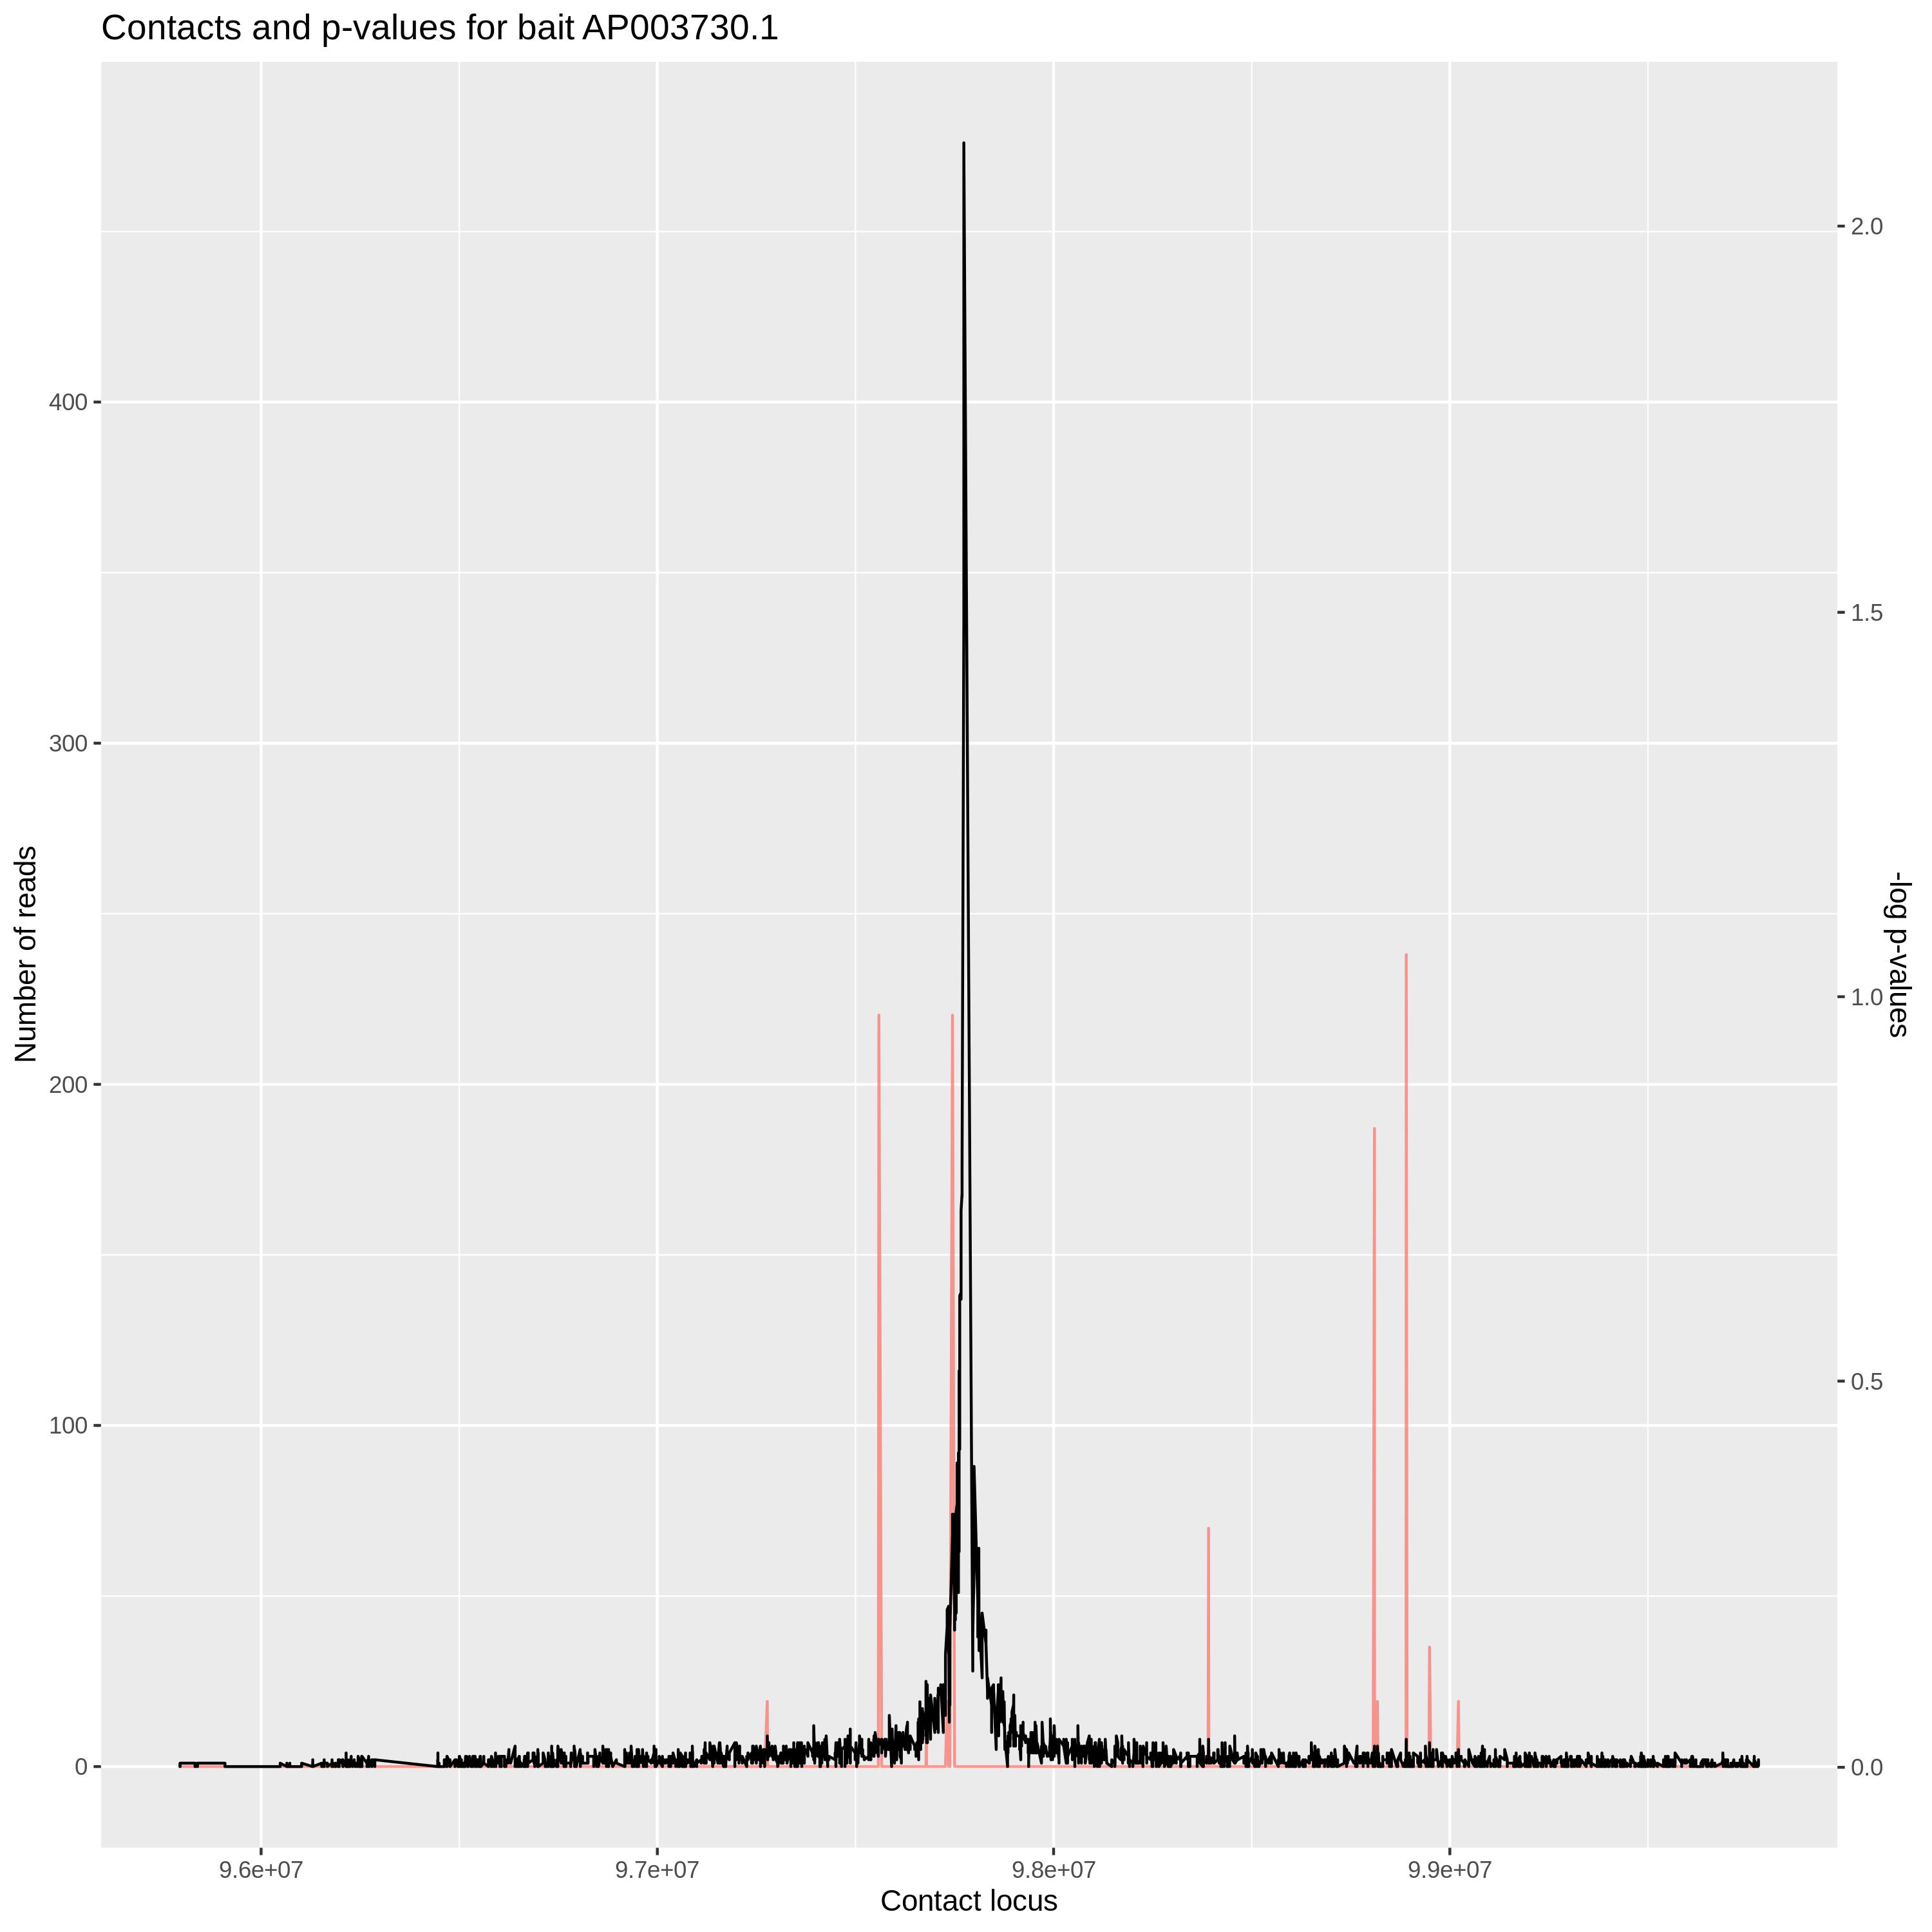 Contacts and p-values for bait AP003730.1
Number of reads
400
300
200
100
0
2.0
1.5
1.0
0.5
0.0
-log p-values
9.6e+07
9.7e+07
9.8e+07
9.9e+07
Contact locus